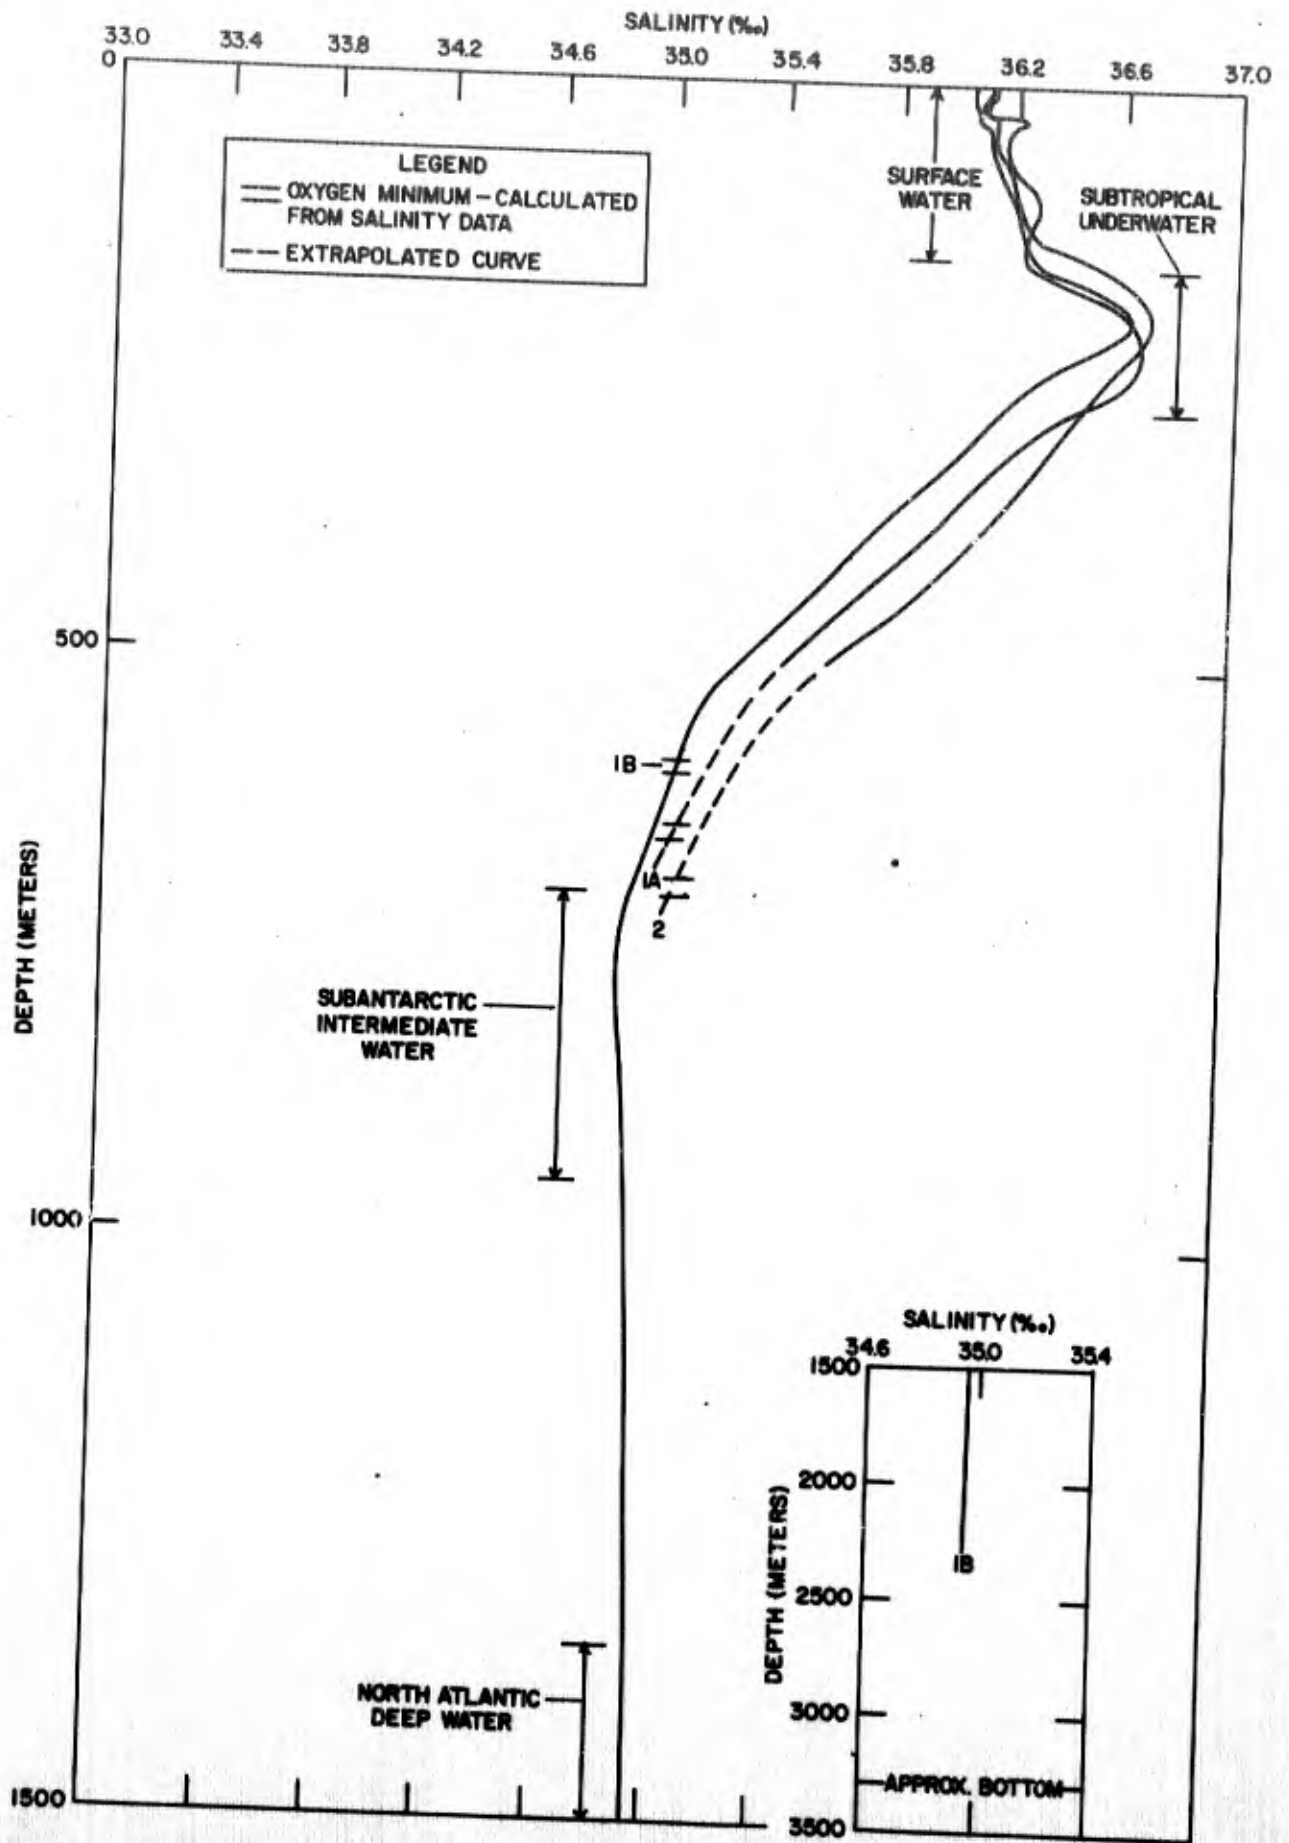 SALINITY (‰)
33.0 33.4 33.8 34.2 34.6 35.0 35.4 35.8 36.2 36.6 37.0
0
LEGEND
OXYGEN MINIMUM - CALCULATED
FROM SALINITY DATA
EXTRAPOLATED CURVE
SURFACE
WATER
SUBTROPICAL
UNDERWATER
500
1B
1A
2
DEPTH (METERS)
SUBANTARCTIC
INTERMEDIATE
WATER
1000
NORTH ATLANTIC
DEEP WATER
1500
SALINITY (‰)
34.6 35.0 35.4
1500
2000
1B
2500
DEPTH (METERS)
3000
APPROX. BOTTOM
3500